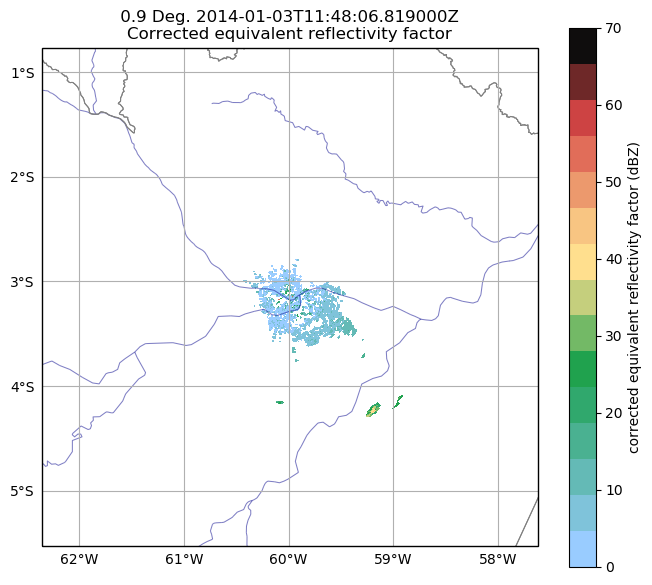 0.9 Deg. 2014-01-03T11:48:06.819000Z
Corrected equivalent reflectivity factor
1°S
2°S
3°S
4°S
5°S
62°W
61°W
60°W
59°W
58°W
70
60
50
40
30
20
10
0
corrected equivalent reflectivity factor (dBZ)